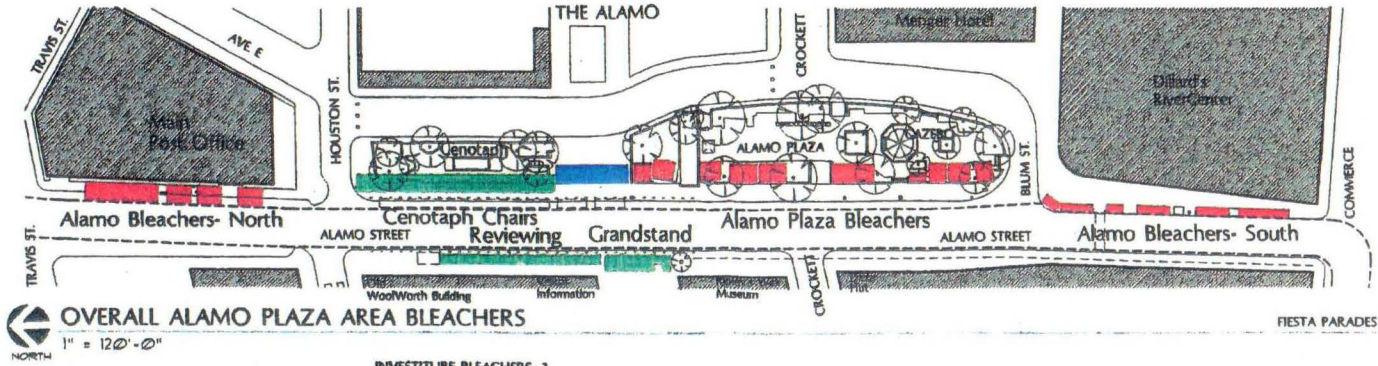 THE ALAMO
Menger Hotel
TRAVIS ST.
AVE E
HOUSTON ST.
CROCKETT
Dillard's
RiverCenter
Main
Post Office
Cenotaph
ALAMO PLAZA
GAZEBO
BLUM ST.
COMMERCE
Alamo Bleachers- North
Cenotaph Chairs
Alamo Plaza Bleachers
Alamo Bleachers- South
TRAVIS ST.
ALAMO STREET
Reviewing Grandstand
ALAMO STREET
CROCKETT
WoolWorth Building
Information
Museum
OVERALL ALAMO PLAZA AREA BLEACHERS
FIESTA PARADES
1" = 120'-0"
NORTH
INVESTITURE BLEACHERS